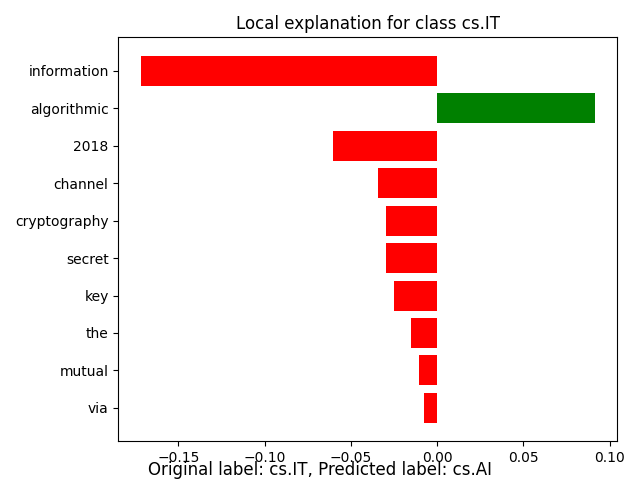 Local explanation for class cs.IT
information
algorithmic
2018
channel
cryptography
secret
key
the
mutual
via
−0.15 −0.10 −0.05 0.00 0.05 0.10
Original label: cs.IT, Predicted label: cs.AI